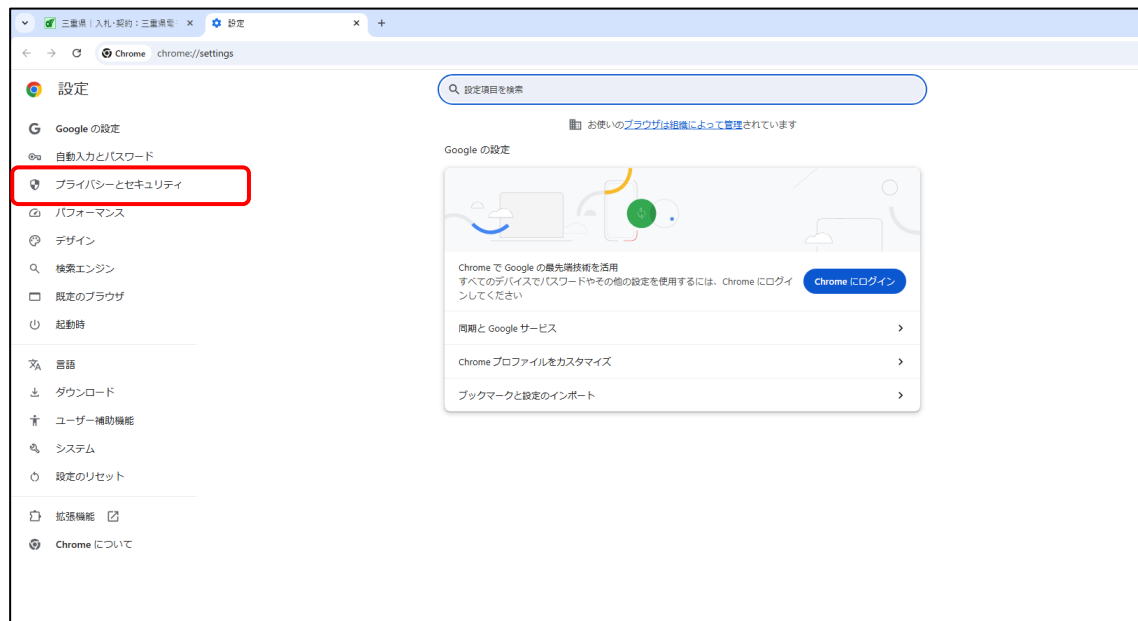 三重県｜入札・契約：三重県電
設定
Chrome
chrome://settings
設定
設定項目を検索
お使いのブラウザは組織によって管理されています
Google の設定
自動入力とパスワード
プライバシーとセキュリティ
パフォーマンス
デザイン
検索エンジン
既定のブラウザ
起動時
言語
ダウンロード
ユーザー補助機能
システム
設定のリセット
拡張機能
Chrome について
Google の設定
Chrome で Google の最先端技術を活用
すべてのデバイスでパスワードやその他の設定を使用するには、Chrome にログイ
ンしてください
Chrome にログイン
同期と Google サービス
Chrome プロファイルをカスタマイズ
ブックマークと設定のインポート